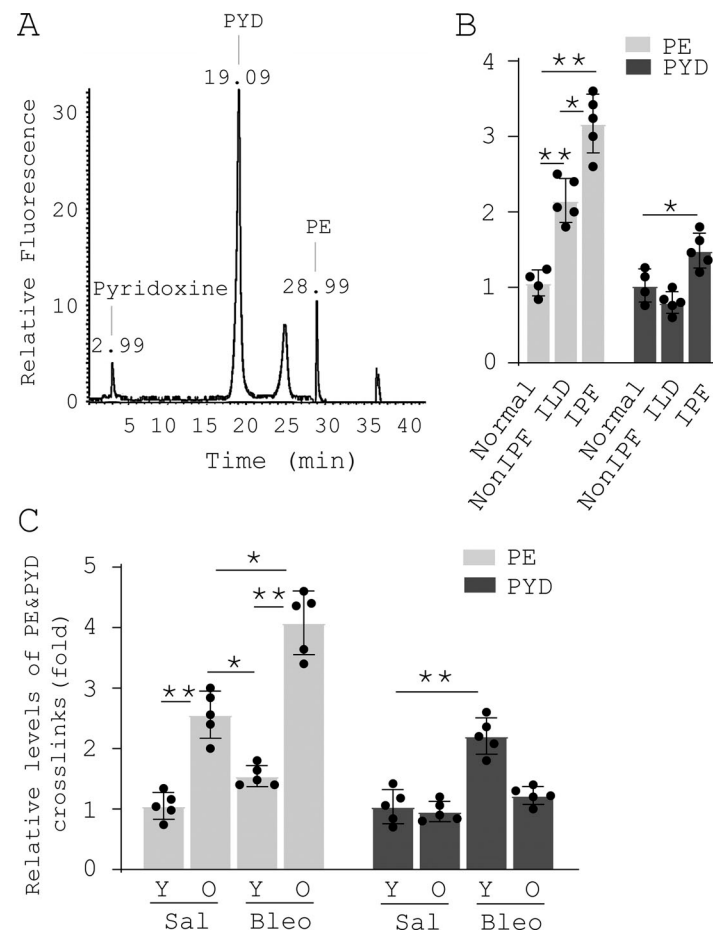 A
PYD
19.09
30
20
10
0
Relative Fluorescence
Pyridoxine
2.99
PE
28.99
5 10 15 20 25 30 35 40
Time (min)
B
PE
PYD
4
3
2
1
0
**
*
**
*
Normal
NonIPF ILD
IPF
Normal
NonIPF ILD
IPF
C
Relative levels of PE&PYD
crosslinks(fold)
5
4
3
2
1
0
PE
PYD
*
**
*
**
**
Y O Y O Y O Y O
Sal Bleo Sal Bleo